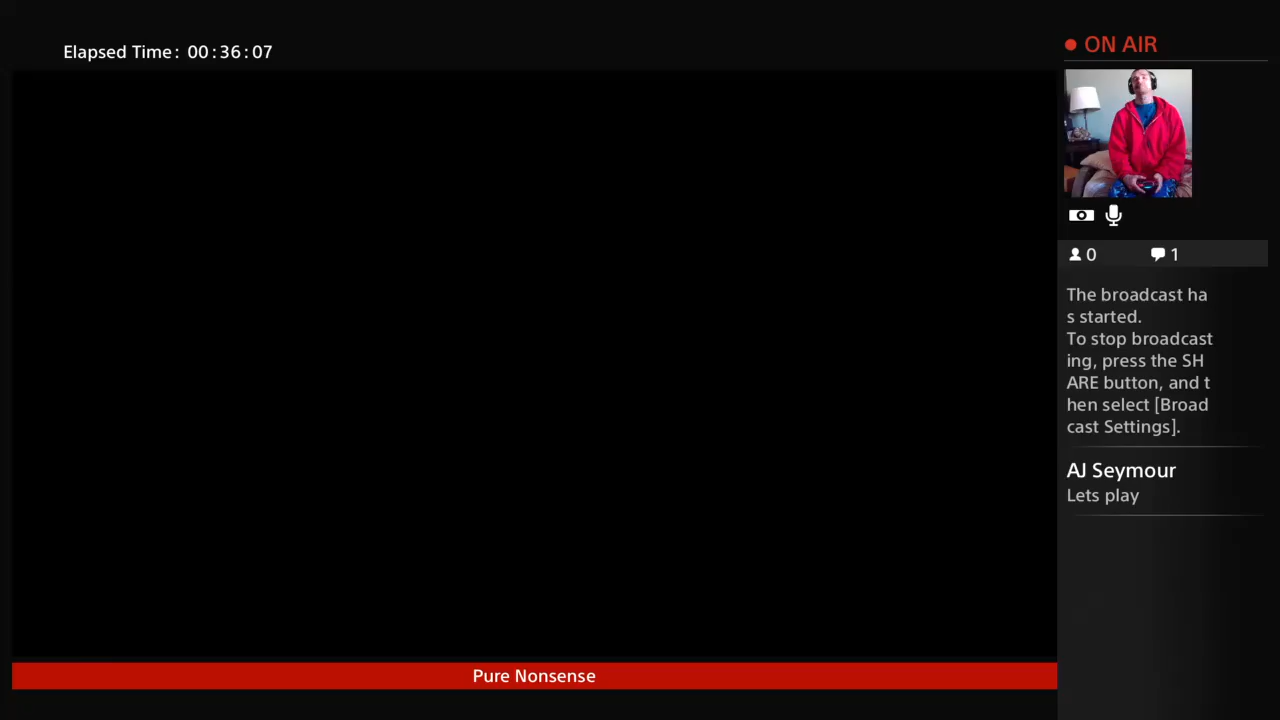 Elapsed Time: 00:36:07
ON AIR
0 1
The broadcast ha
s started.
To stop broadcast
ing, press the SH
ARE button, and t
hen select [Broad
cast Settings].
AJ Seymour
Lets play
Pure Nonsense